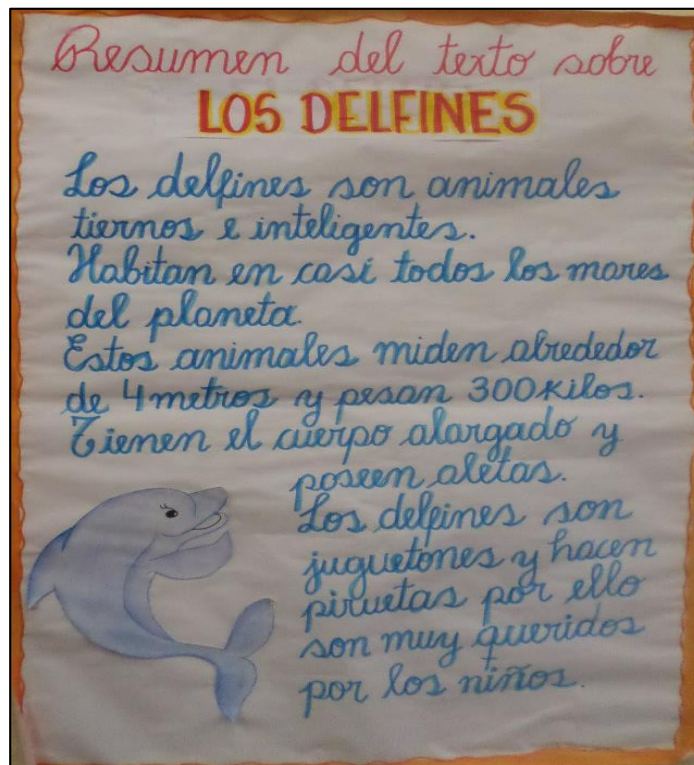 Resumen del texto sobre
LOS DELFINES
Los delfines son animales
tiernos e inteligentes.
Habitan en casi todos los mares
del planeta.
Estos animales miden alrededor
de 4 metros y pesan 300 kilos.
Tienen el cuerpo alargado y
poseen aletas.
Los delfines son
juguetones y hacen
piruetas por ello
son muy queridos
por los niños.